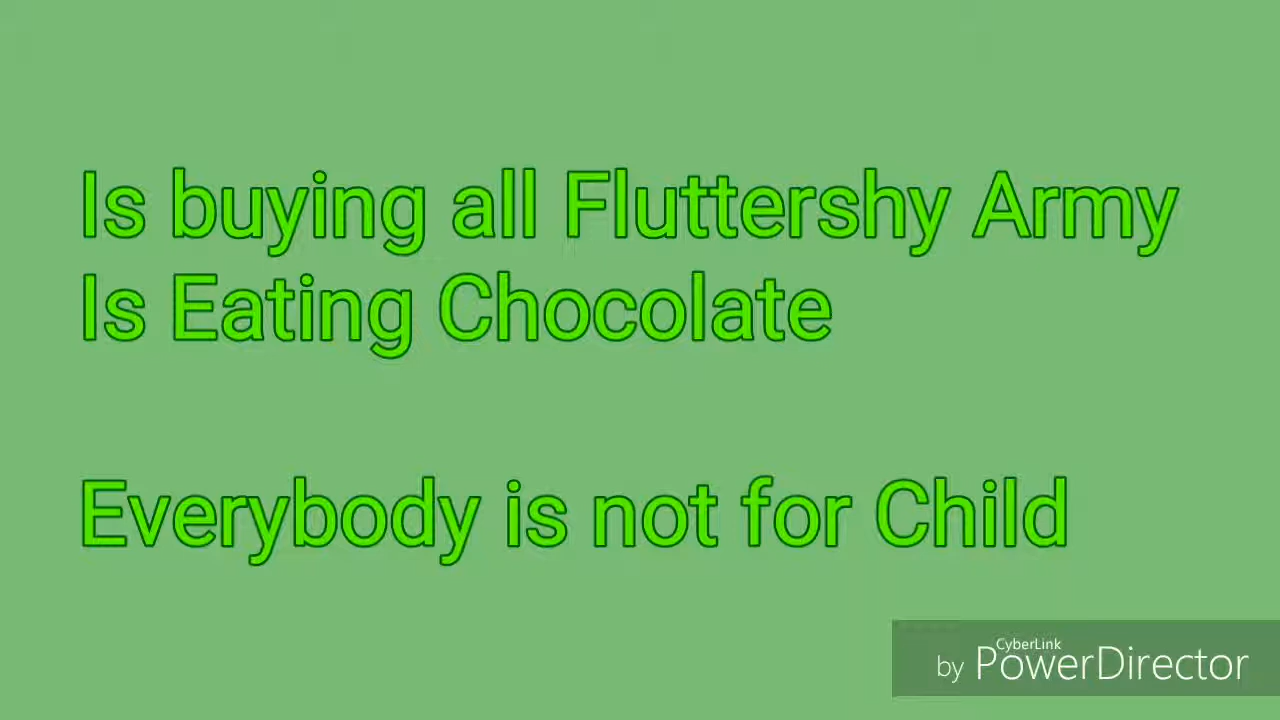 Is buying all Fluttershy Army
Is Eating Chocolate
Everybody is not for Child
CyberLink
by PowerDirector